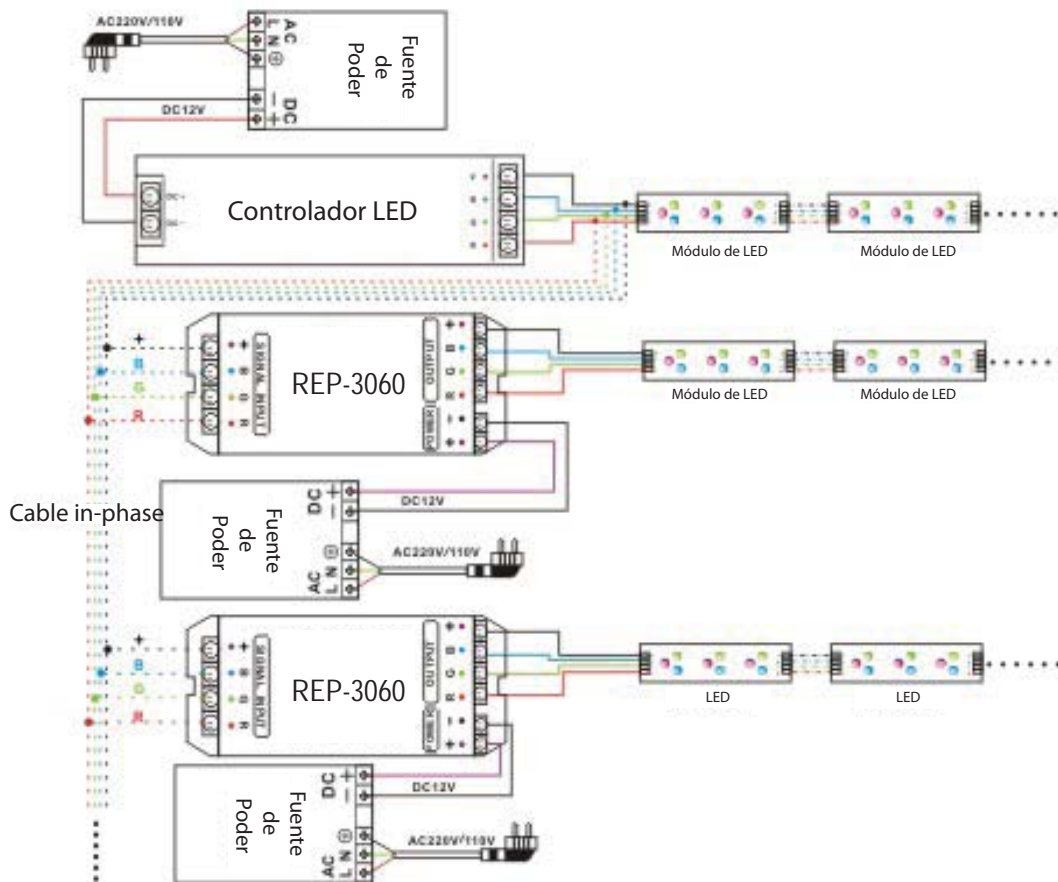 AC220V/110V
L N ⏚
AC
− +
DC
DC12V
Fuente
de
Poder
Controlador LED
DC+
DC-
Módulo de LED
Módulo de LED
+
B
G
R
SIGNAL INPUT
+ B G R
REP-3060
OUTPUT
+ B G R
POWER
− +
Módulo de LED
Módulo de LED
Cable in-phase
Fuente
de
Poder
DC
+ −
DC12V
AC
L N ⏚
AC220V/110V
+
B
G
R
SIGNAL INPUT
+ B G R
REP-3060
OUTPUT
+ B G R
POWER
− +
LED
LED
Fuente
de
Poder
DC
+ −
DC12V
AC
L N ⏚
AC220V/110V